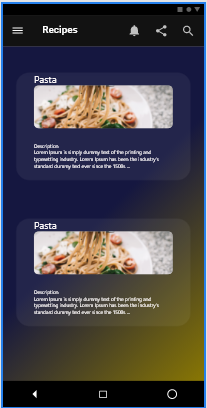 Recipes
Pasta
Description
Lorem Ipsum is simply dummy text of the printing and
typesetting industry. Lorem Ipsum has been the industry's
standard dummy text ever since the 1500s ...
Pasta
Description
Lorem Ipsum is simply dummy text of the printing and
typesetting industry. Lorem Ipsum has been the industry's
standard dummy text ever since the 1500s ...